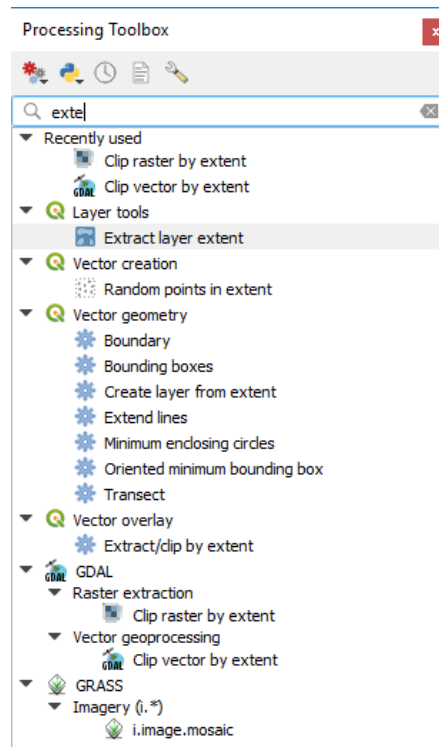 Processing Toolbox
exte
Recently used
Clip raster by extent
GDAL Clip vector by extent
Layer tools
Extract layer extent
Vector creation
Random points in extent
Vector geometry
Boundary
Bounding boxes
Create layer from extent
Extend lines
Minimum enclosing circles
Oriented minimum bounding box
Transect
Vector overlay
Extract/clip by extent
GDAL GDAL
Raster extraction
Clip raster by extent
Vector geoprocessing
GDAL Clip vector by extent
GRASS
Imagery (i.*)
i.image.mosaic